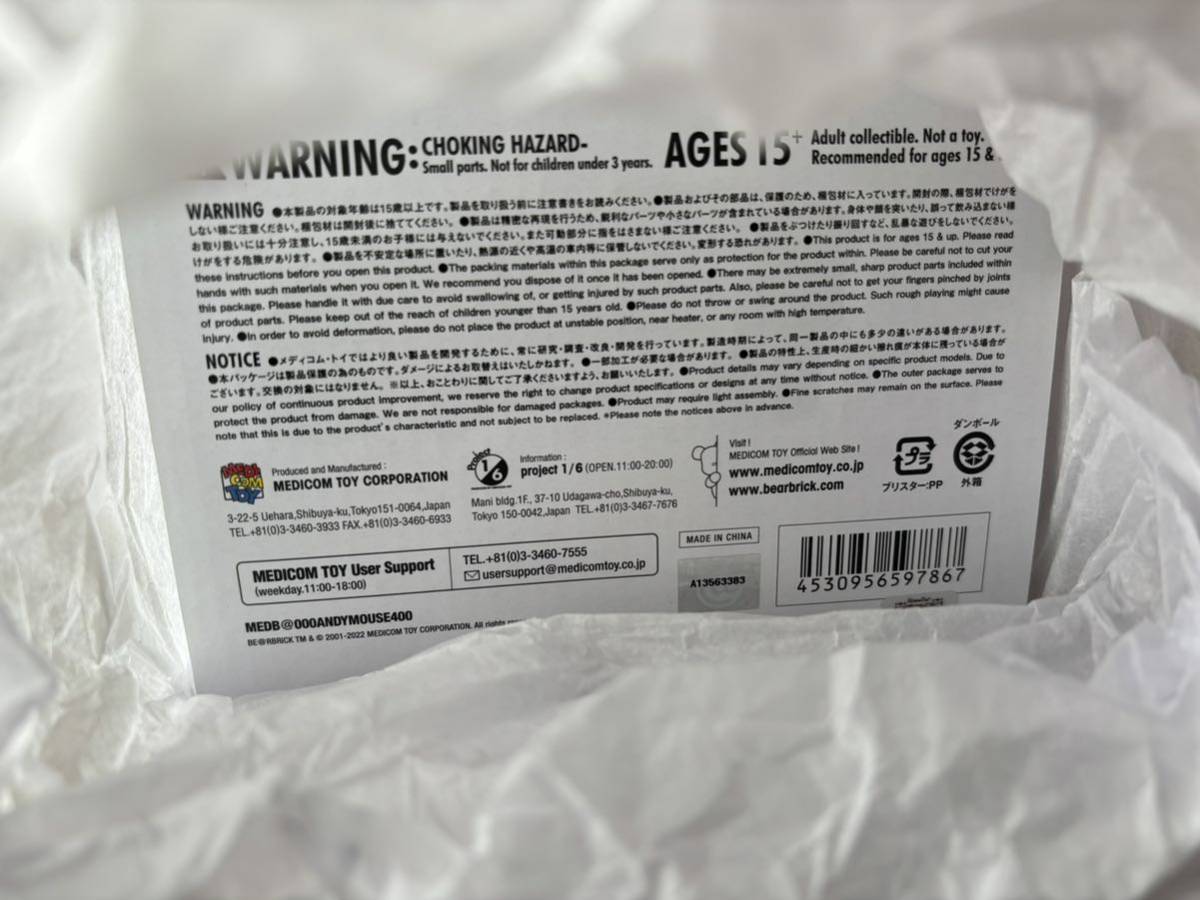 WARNING: CHOKING HAZARD-
Small parts. Not for children under 3 years.
AGES 15+ Adult collectible. Not a toy.
Recommended for ages 15 &
WARNING ●本製品の対象年齢は15歳以上です。製品を取り扱う前に注意書きをお読みください。●製品およびその部品は、保護のため、梱包材に入っています。開封の際、梱包材でけがを
しない様ご注意ください。梱包材は開封後に捨ててください。●製品は精密な再現を行うため、鋭利なパーツや小さなパーツが含まれている場合があります。身体や顔を突いたり、誤って飲み込まない様
お取り扱いには十分注意し、15歳未満のお子様には与えないでください。また可動部分に指をはさまない様ご注意ください。●製品をぶつけたり振り回すなど、乱暴な遊びをしないでください。
けがをする危険があります。●製品を不安定な場所に置いたり、熱源の近くや高温の車内等に保管しないでください。変形する恐れがあります。●This product is for ages 15 & up. Please read
these instructions before you open this product. ●The packing materials within this package serve only as protection for the product within. Please be careful not to cut your
hands with such materials when you open it. We recommend you dispose of it once it has been opened. ●There may be extremely small, sharp product parts included within
this package. Please handle it with due care to avoid swallowing of, or getting injured by such product parts. Also, please be careful not to get your fingers pinched by joints
of product parts. Please keep out of the reach of children younger than 15 years old. ●Please do not throw or swing around the product. Such rough playing might cause
injury. ●In order to avoid deformation, please do not place the product at unstable position, near heater, or any room with high temperature.
NOTICE ●メディコム・トイではより良い製品を開発するために、常に研究・調査・改良・開発を行っています。製造時期によって、同一製品の中にも多少の違いがある場合があります。
●本パッケージは製品保護の為のものです。ダメージによるお取替えはいたしかねます。●一部加工が必要な場合があります。●製品の特性上、生産時の細かい擦れ傷が本体に残っている場合が
ございます。交換の対象にはなりません。※以上、おことわりに関してご了承くださいますよう、お願いいたします。●Product details may vary depending on specific product models. Due to
our policy of continuous product improvement, we reserve the right to change product specifications or designs at any time without notice. ●The outer package serves to
protect the product from damage. We are not responsible for damaged packages. ●Product may require light assembly. ●Fine scratches may remain on the surface. Please
note that this is due to the product's characteristic and not subject to be replaced. *Please note the notices above in advance.
MEDI
COM
TOY
Produced and Manufactured :
MEDICOM TOY CORPORATION
3-22-5 Uehara,Shibuya-ku,Tokyo151-0064,Japan
TEL.+81(0)3-3460-3933 FAX.+81(0)3-3460-6933
Project
1/6
Information :
project 1/6 (OPEN.11:00-20:00)
Mani bldg.1F., 37-10 Udagawa-cho,Shibuya-ku,
Tokyo 150-0042,Japan TEL.+81(0)3-3467-7676
Visit !
MEDICOM TOY Official Web Site !
www.medicomtoy.co.jp
www.bearbrick.com
プラ
ブリスター:PP
ダンボール
外箱
MEDICOM TOY User Support
(weekday.11:00-18:00)
TEL.+81(0)3-3460-7555
usersupport@medicomtoy.co.jp
MADE IN CHINA
A13563383
4530956597867
MEDB@000ANDYMOUSE400
BE@RBRICK TM & © 2001-2022 MEDICOM TOY CORPORATION. All rights